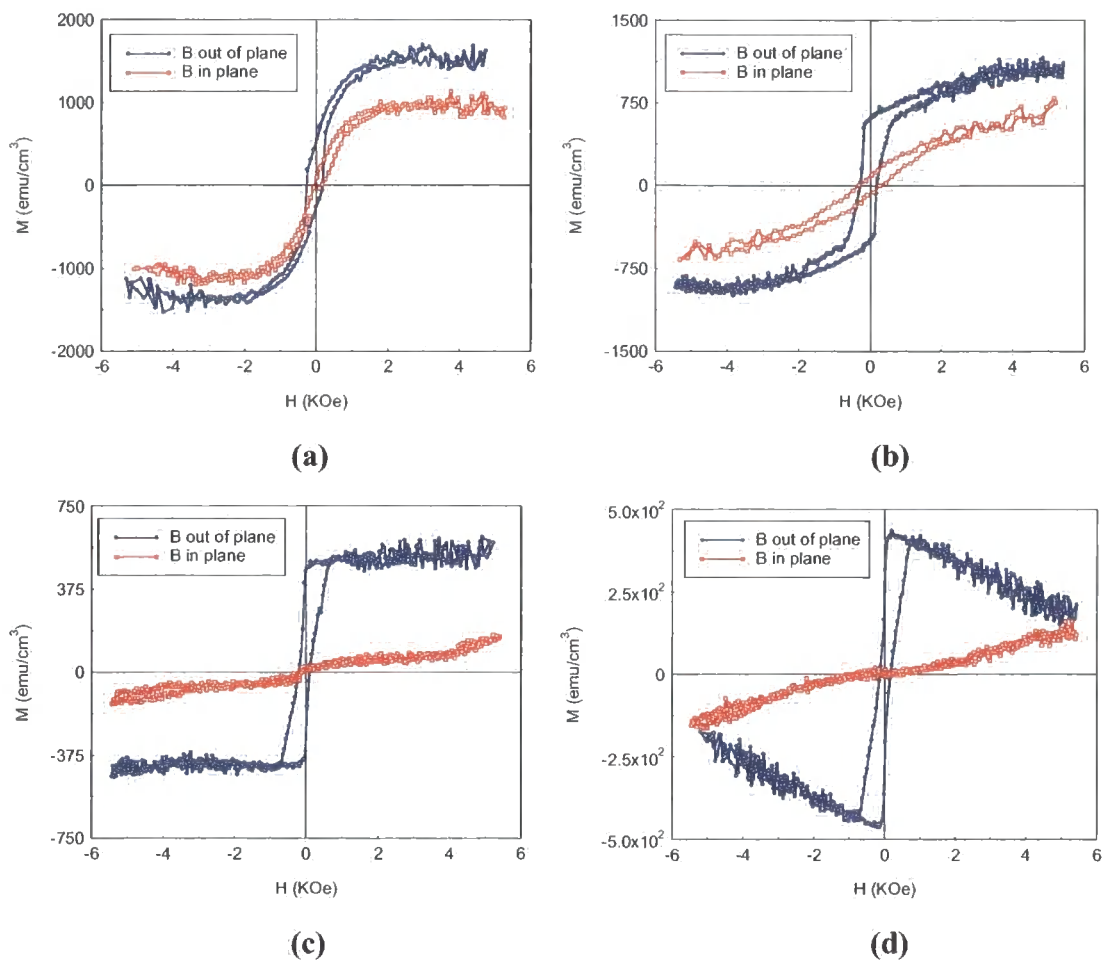 2000
B out of plane
B in plane
1000
0
-1000
-2000
M (emu/cm³)
-6 -4 -2 0 2 4 6
H (KOe)
(a)
1500
B out of plane
B in plane
750
0
-750
-1500
M (emu/cm³)
-6 -4 -2 0 2 4 6
H (KOe)
(b)
750
B out of plane
B in plane
375
0
-375
-750
M (emu/cm³)
-6 -4 -2 0 2 4 6
H (KOe)
(c)
5.0x10²
B out of plane
B in plane
2.5x10²
0
-2.5x10²
-5.0x10²
M (emu/cm³)
-6 -4 -2 0 2 4 6
H (KOe)
(d)